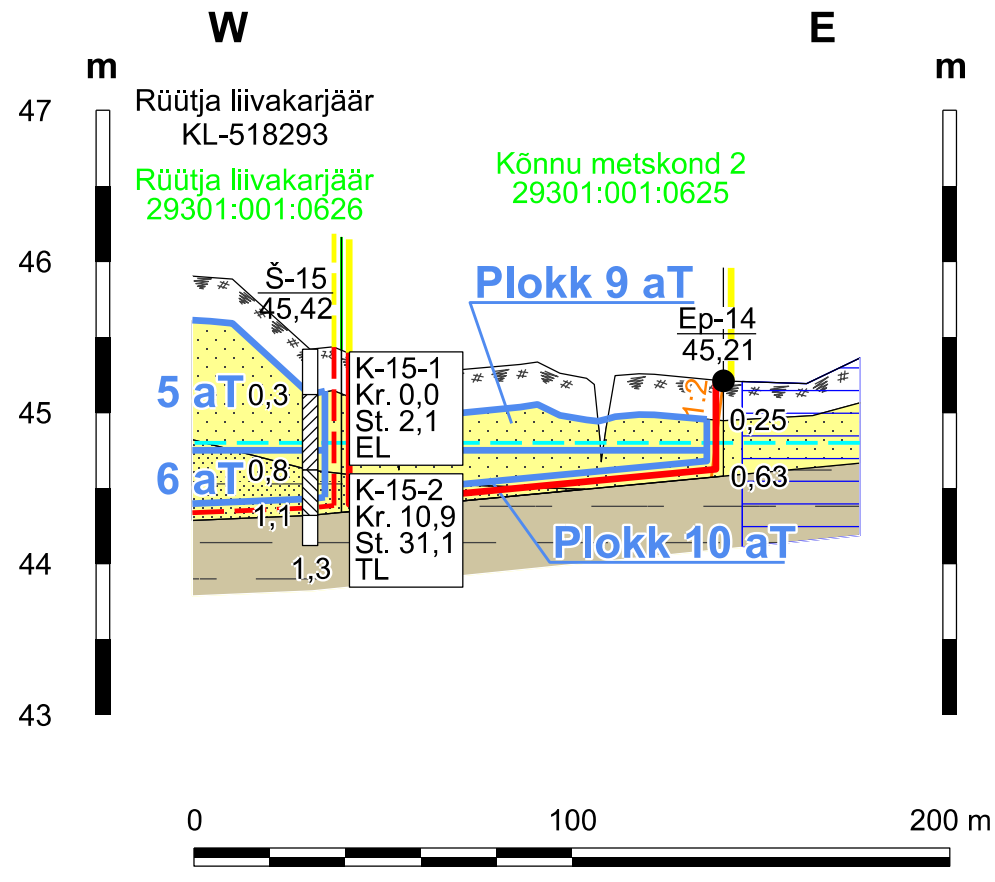 W
E
m
m
47
46
45
44
43
Rüütja liivakarjäär
KL-518293
Rüütja liivakarjäär
29301:001:0626
Kõnnu metskond 2
29301:001:0625
Š-15
45,42
Plokk 9 aT
Ep-14
45,21
1:2
K-15-1
Kr. 0,0
St. 2,1
EL
5 aT
0,3
0,25
6 aT
0,8
0,63
K-15-2
Kr. 10,9
St. 31,1
TL
1,1
Plokk 10 aT
1,3
0
100
200 m